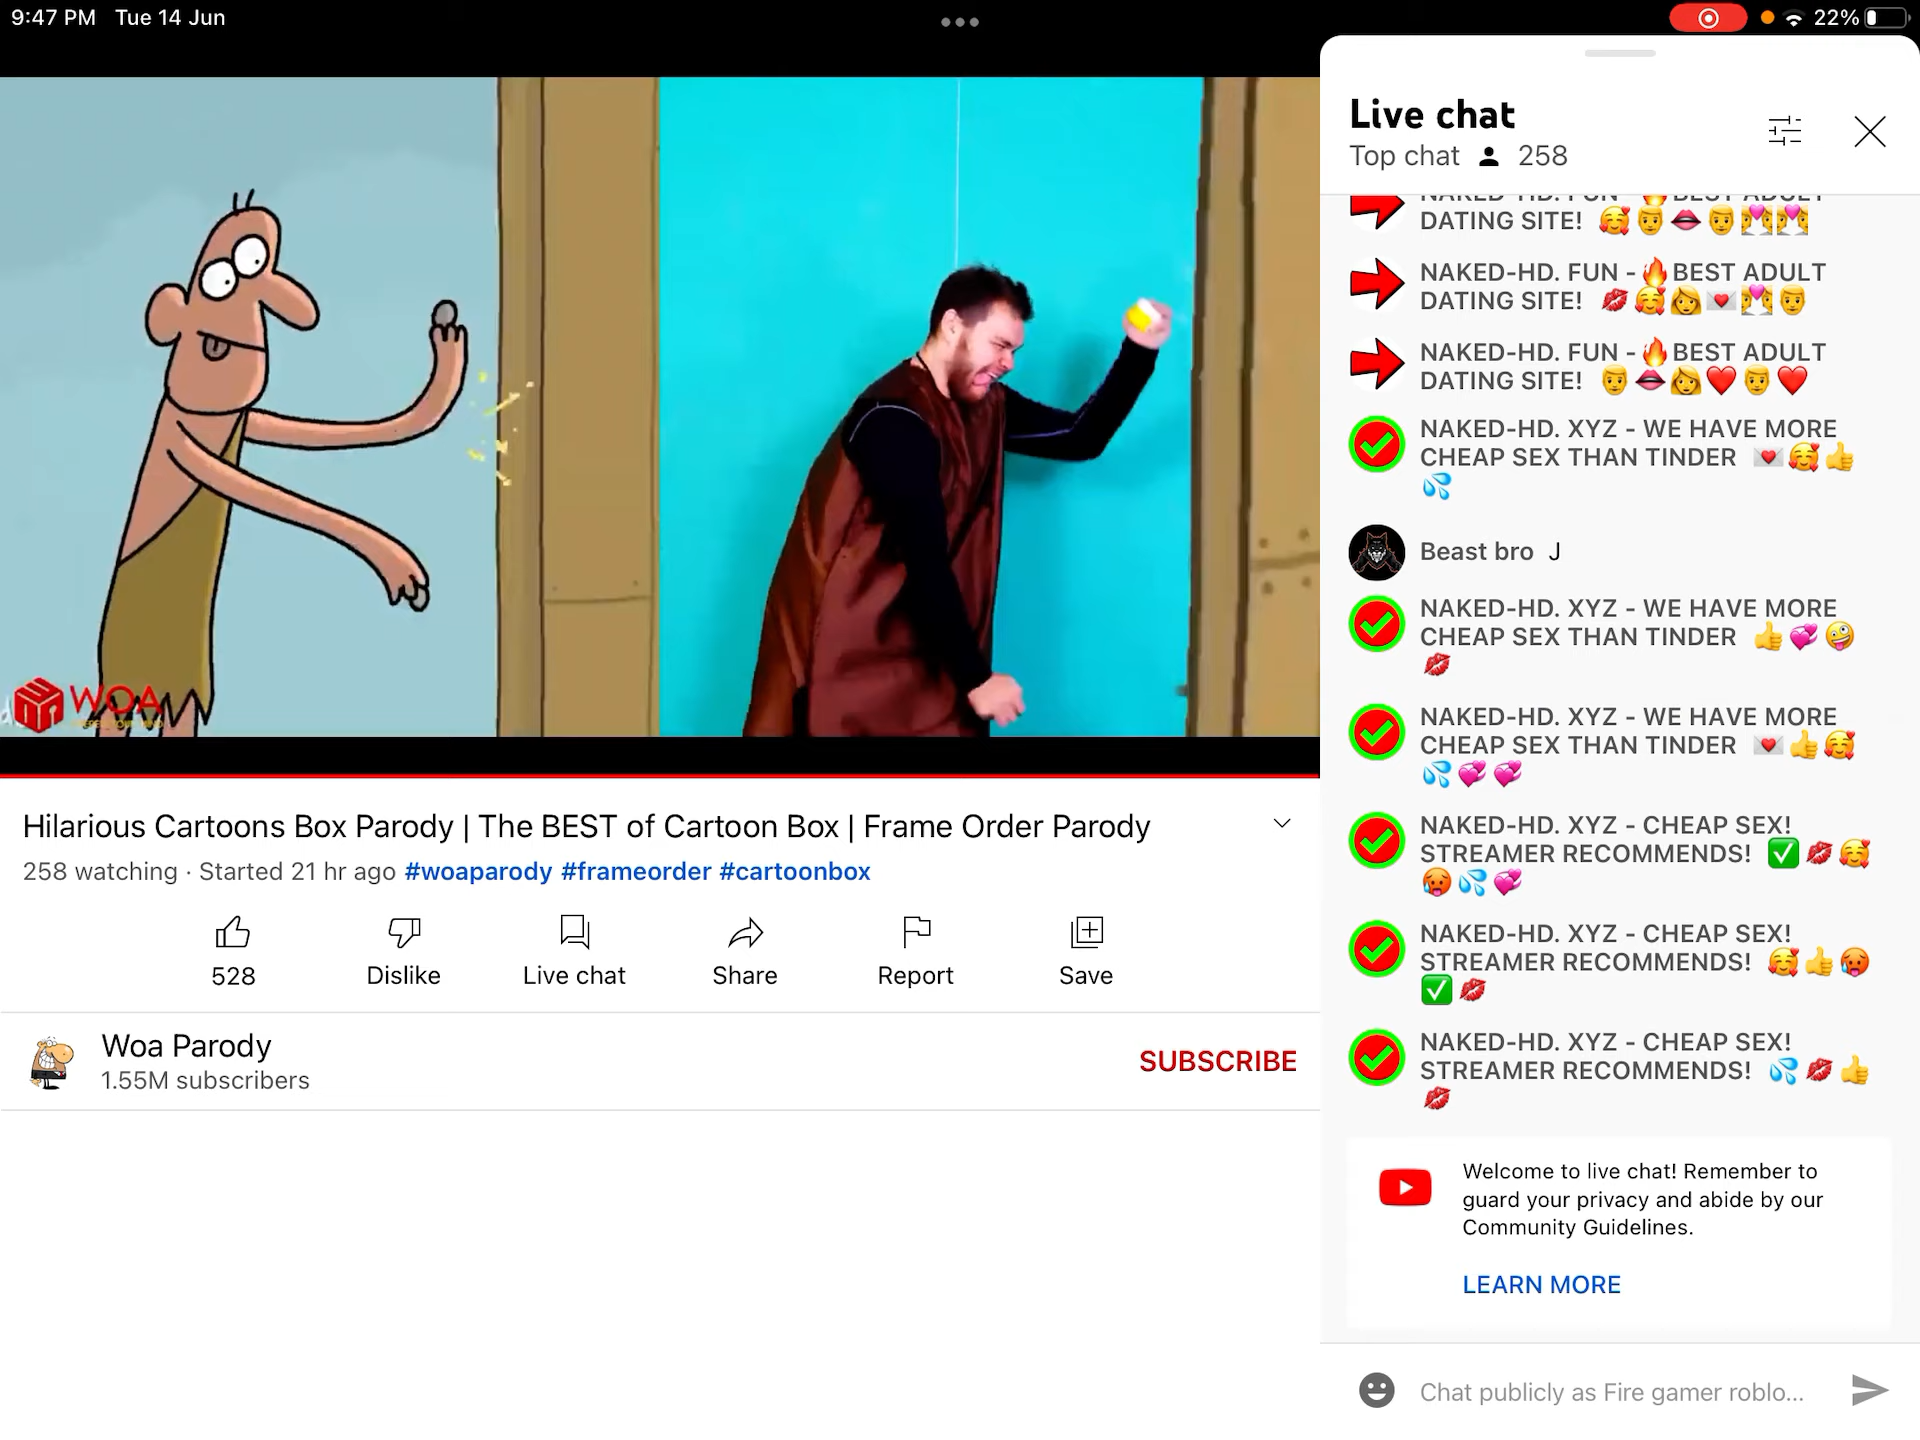 9:47 PM Tue 14 Jun
22%
WOA
Hilarious Cartoons Box Parody | The BEST of Cartoon Box | Frame Order Parody
258 watching · Started 21 hr ago #woaparody #frameorder #cartoonbox
528
Dislike
Live chat
Share
Report
Save
Woa Parody
1.55M subscribers
SUBSCRIBE
Live chat
Top chat 258
NAKED-HD. FUN - 🔥BEST ADULT
DATING SITE! 🥰👨👄👨💏💏
NAKED-HD. FUN - 🔥BEST ADULT
DATING SITE! 💋🥰👩💌💏👨
NAKED-HD. FUN - 🔥BEST ADULT
DATING SITE! 👨👄👩❤️👨❤️
NAKED-HD. XYZ - WE HAVE MORE
CHEAP SEX THAN TINDER 💌🥰👍
💦
Beast bro J
NAKED-HD. XYZ - WE HAVE MORE
CHEAP SEX THAN TINDER 👍💞🤪
💋
NAKED-HD. XYZ - WE HAVE MORE
CHEAP SEX THAN TINDER 💌👍🥰
💦💞💞
NAKED-HD. XYZ - CHEAP SEX!
STREAMER RECOMMENDS! ✅💋🥰
🥵💦💞
NAKED-HD. XYZ - CHEAP SEX!
STREAMER RECOMMENDS! 🥰👍🥵
✅💋
NAKED-HD. XYZ - CHEAP SEX!
STREAMER RECOMMENDS! 💦💋👍
💋
Welcome to live chat! Remember to
guard your privacy and abide by our
Community Guidelines.
LEARN MORE
Chat publicly as Fire gamer roblo...